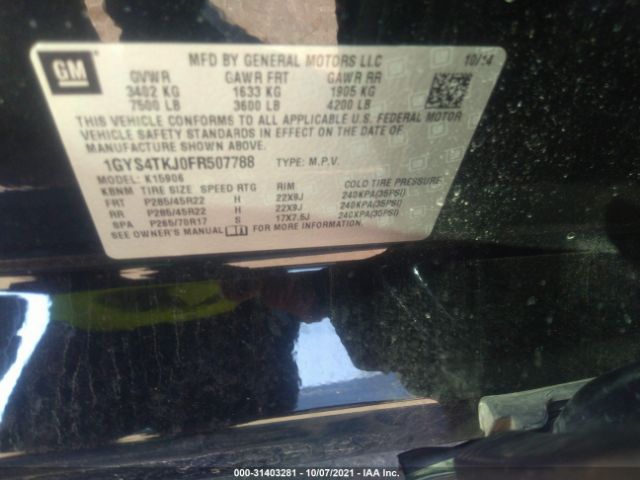 GM
MFD BY GENERAL MOTORS LLC 10/14
GVWR GAWR FRT GAWR RR
3402 KG 1633 KG 1905 KG
7500 LB 3600 LB 4200 LB
THIS VEHICLE CONFORMS TO ALL APPLICABLE U.S. FEDERAL MOTOR
VEHICLE SAFETY STANDARDS IN EFFECT ON THE DATE OF
MANUFACTURE SHOWN ABOVE.
1GYS4TKJ0FR507788 TYPE: M.P.V.
MODEL: K15906
KBNM TIRE SIZE SPEED RTG RIM COLD TIRE PRESSURE
FRT P285/45R22 H 22X9J 240KPA(35PSI)
RR P285/45R22 H 22X9J 240KPA(35PSI)
SPA P265/70R17 S 17X7.5J 240KPA(35PSI)
SEE OWNER'S MANUAL FOR MORE INFORMATION.
000-31403281 - 10/07/2021 - IAA Inc.